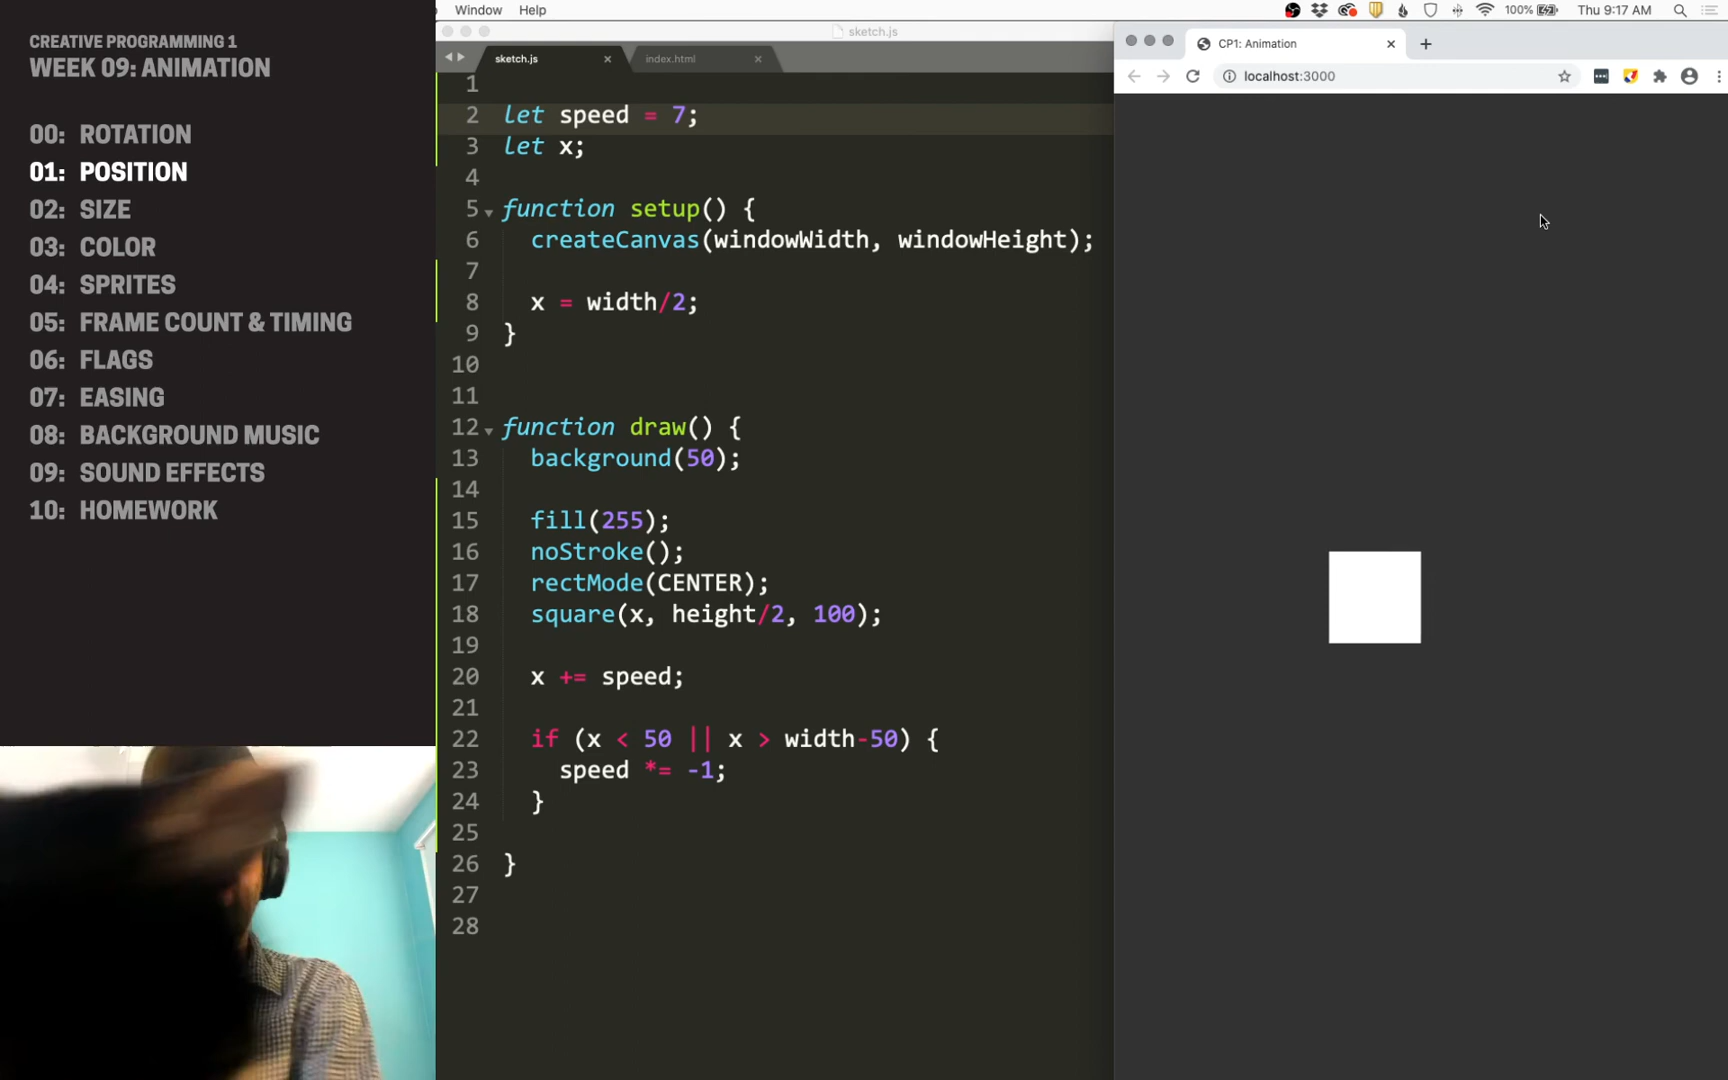 Window Help
100% Thu 9:17 AM
CREATIVE PROGRAMMING 1
WEEK 09: ANIMATION
00: ROTATION
01: POSITION
02: SIZE
03: COLOR
04: SPRITES
05: FRAME COUNT & TIMING
06: FLAGS
07: EASING
08: BACKGROUND MUSIC
09: SOUND EFFECTS
10: HOMEWORK
sketch.js
sketch.js index.html
1
2 let speed = 7;
3 let x;
4
5 function setup() {
6 createCanvas(windowWidth, windowHeight);
7
8 x = width/2;
9 }
10
11
12 function draw() {
13 background(50);
14
15 fill(255);
16 noStroke();
17 rectMode(CENTER);
18 square(x, height/2, 100);
19
20 x += speed;
21
22 if (x < 50 || x > width-50) {
23 speed *= -1;
24 }
25
26 }
27
28
CP1: Animation
localhost:3000